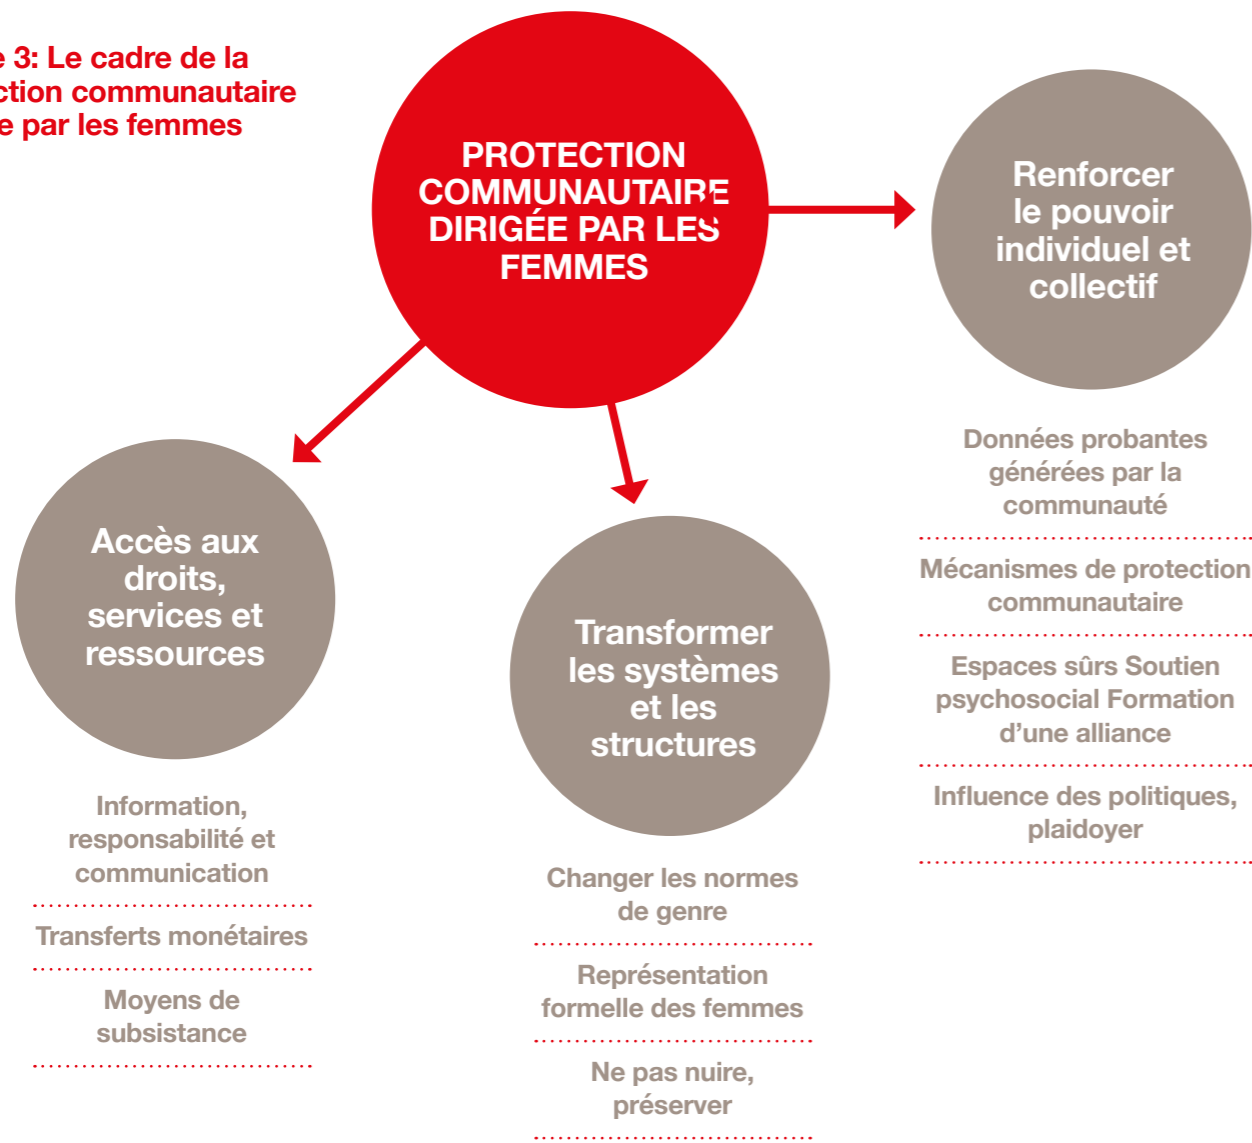 3: Le cadre de la
communautaire
par les femmes
PROTECTION
COMMUNAUTAIRE
DIRIGÉE PAR LES
FEMMES
Renforcer
le pouvoir
individuel et
collectif
Données probantes
générées par la
communauté
Mécanismes de protection
communautaire
Espaces sûrs Soutien
psychosocial Formation
d'une alliance
Influence des politiques,
plaidoyer
Accès aux
droits,
services et
ressources
Information,
responsabilité et
communication
Transferts monétaires
Moyens de
subsistance
Transformer
les systèmes
et les
structures
Changer les normes
de genre
Représentation
formelle des femmes
Ne pas nuire,
préserver